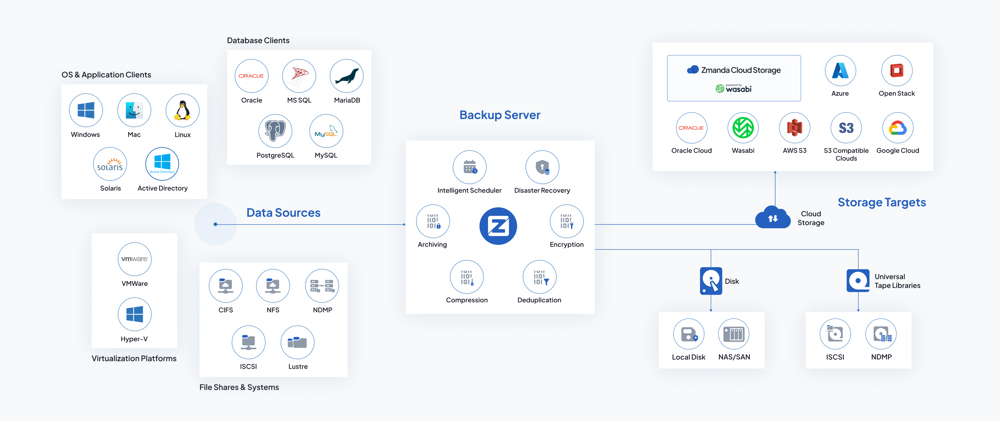 OS & Application Clients
Windows
Mac
Linux
solaris
Active Directory
Solaris
Active Directory
Database Clients
ORACLE
Oracle
MS SQL
MariaDB
PostgreSQL
MySQL
MySQL
Data Sources
vmware
VMWare
Hyper-V
Virtualization Platforms
CIFS
NFS
NDMP
ISCSI
Lustre
File Shares & Systems
Backup Server
Intelligent Scheduler
Disaster Recovery
Archiving
Z
Encryption
Compression
Deduplication
Zmanda Cloud Storage
powered by
wasabi
Azure
Open Stack
ORACLE
Oracle Cloud
Wasabi
AWS S3
S3
S3 Compatible
Clouds
Google Cloud
Storage Targets
Cloud
Storage
Disk
Universal
Tape Libraries
Local Disk
NAS/SAN
ISCSI
NDMP